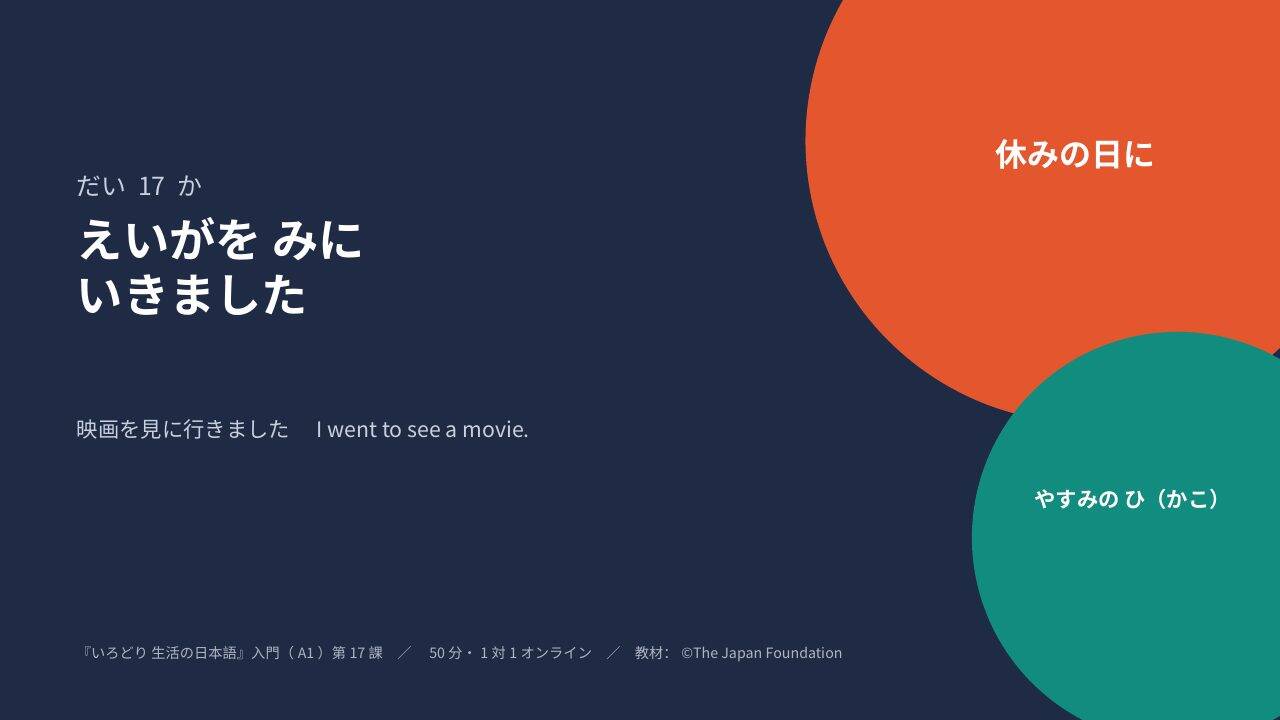 だい 17 か
えいがを みに
いきました
映画を見に行きました　I went to see a movie.
休みの日に
やすみの ひ（かこ）
『いろどり 生活の日本語』入門（ A1 ）第 17 課　／　50 分・ 1 対 1 オンライン　／　教材： ©The Japan Foundation